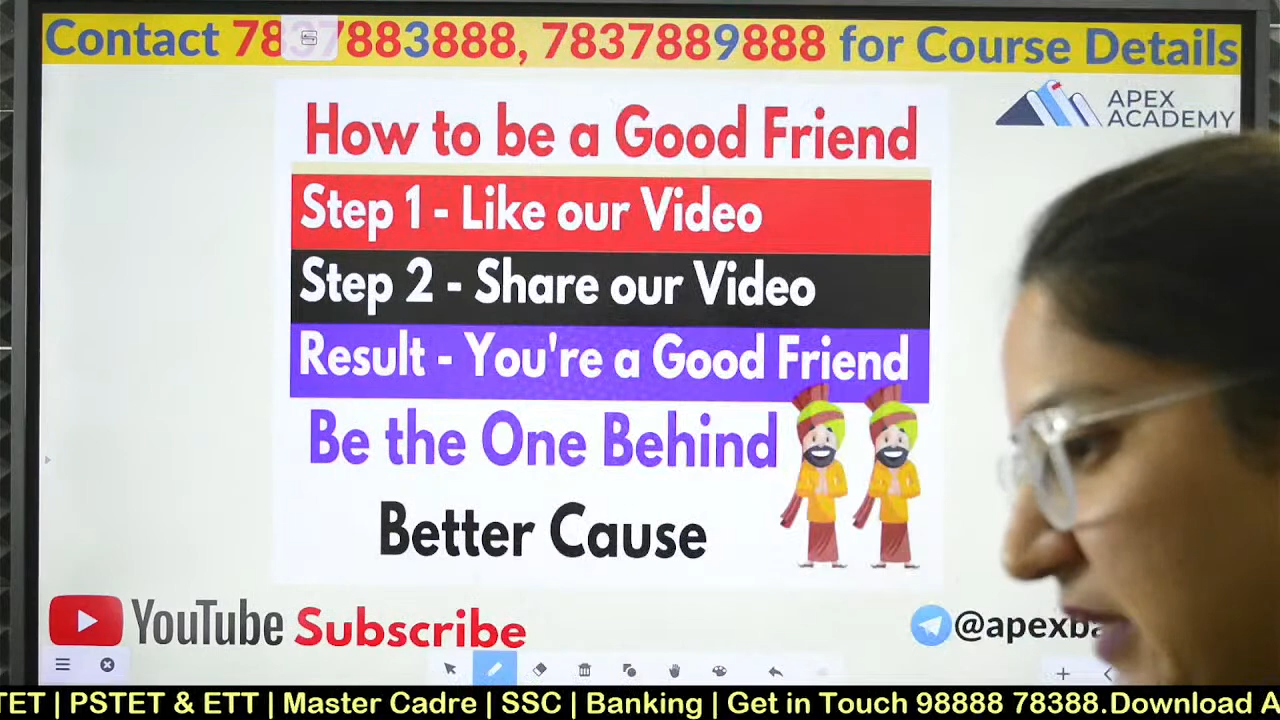 Contact 7837883888, 7837889888 for Course Details
APEX
ACADEMY
How to be a Good Friend
Step 1 - Like our Video
Step 2 - Share our Video
Result - You're a Good Friend
Be the One Behind
Better Cause
YouTube Subscribe
TET | PSTET & ETT | Master Cadre | SSC | Banking | Get in Touch 98888 78388.Download A